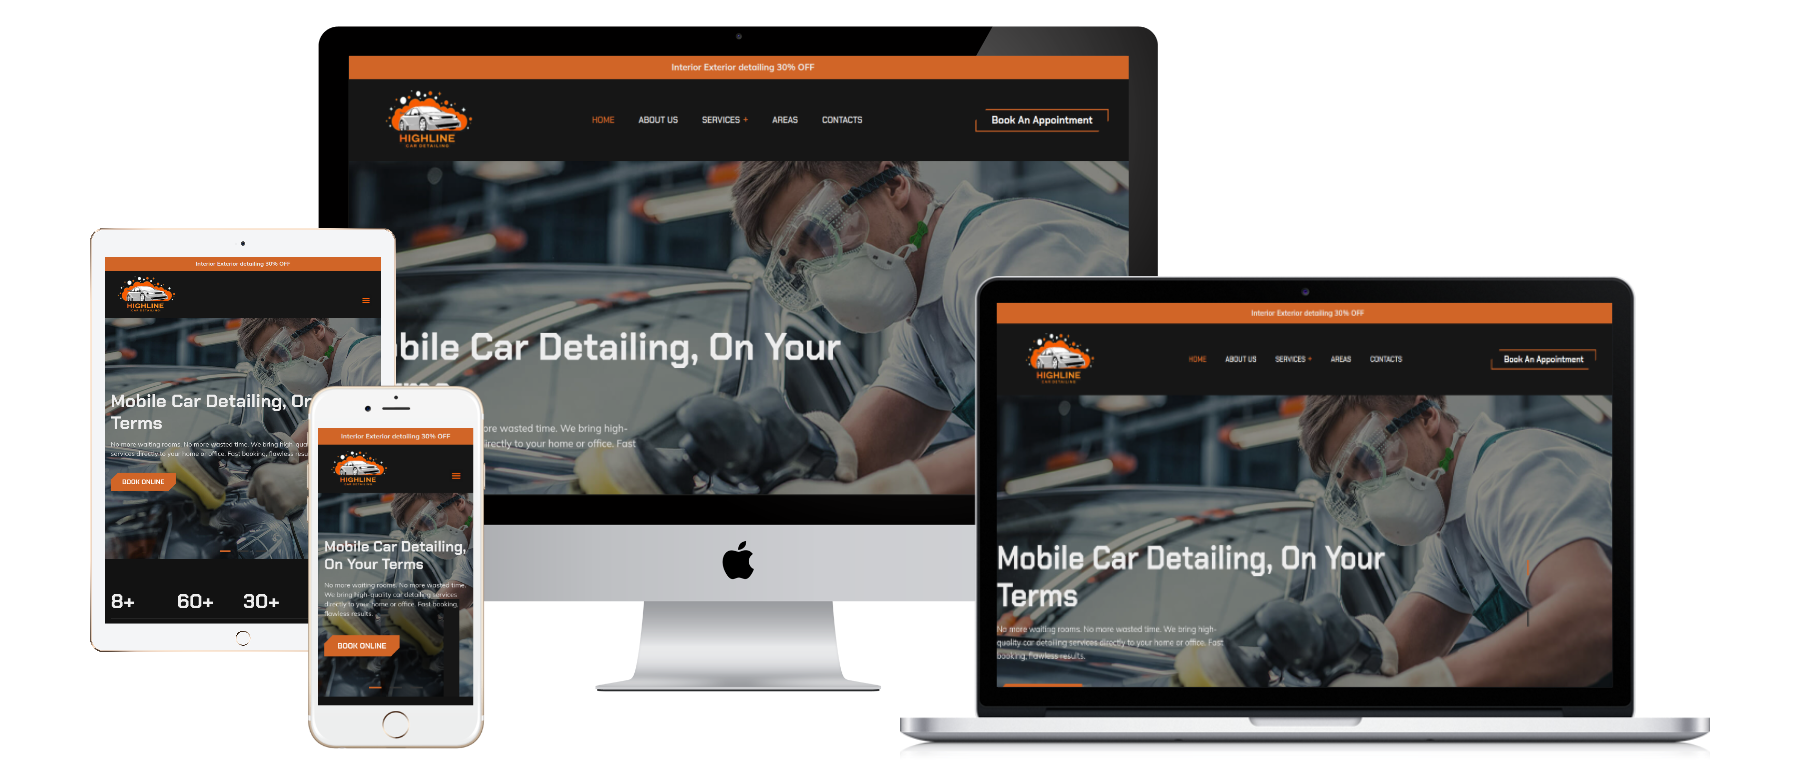 Interior Exterior detailing 30% OFF
HIGHLINE
CAR DETAILING
HOME ABOUT US SERVICES + AREAS CONTACTS
Book An Appointment
bile Car Detailing, On Your
ore wasted time. We bring high-
irectly to your home or office. Fast
Interior Exterior detailing 30% OFF
HIGHLINE
CAR DETAILING
Mobile Car Detailing, On
Terms
No more waiting rooms. No more wasted time. We bring high-qual
services directly to your home or office. Fast booking, flawless resu
BOOK ONLINE
8+ 60+ 30+
Interior Exterior detailing 30% OFF
HIGHLINE
CAR DETAILING
Mobile Car Detailing,
On Your Terms
No more waiting rooms. No more wasted time.
We bring high-quality car detailing services
directly to your home or office. Fast booking,
flawless results.
BOOK ONLINE
Interior Exterior detailing 30% OFF
HIGHLINE
CAR DETAILING
HOME ABOUT US SERVICES + AREAS CONTACTS
Book An Appointment
Mobile Car Detailing, On Your
Terms
No more waiting rooms. No more wasted time. We bring high-
quality car detailing services directly to your home or office. Fast
booking, flawless results.